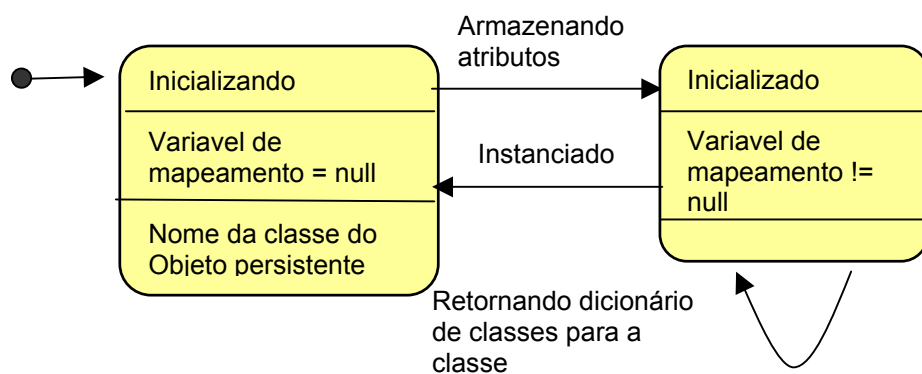 Armazenando
atributos
Inicializando
Variavel de
mapeamento = null
Nome da classe do
Objeto persistente
Instanciado
Inicializado
Variavel de
mapeamento !=
null
Retornando dicionário
de classes para a
classe